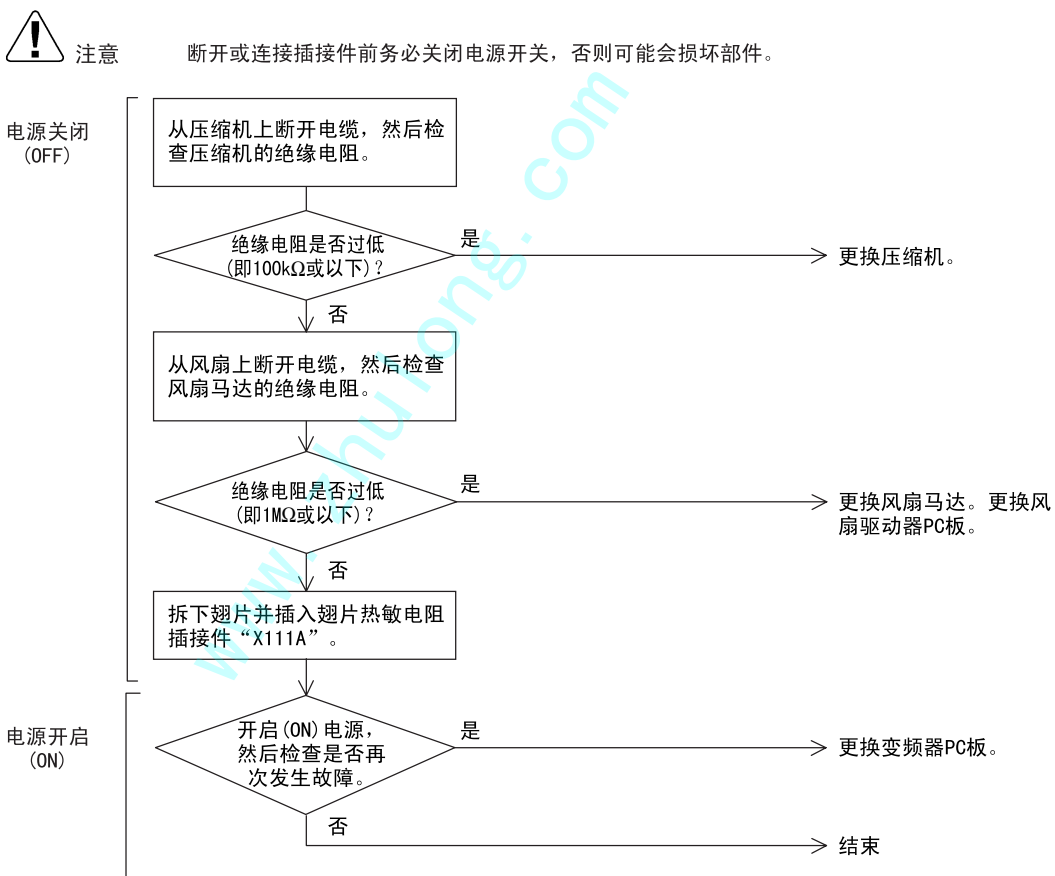 注意 断开或连接插接件前务必关闭电源开关，否则可能会损坏部件。
电源关闭
(OFF)
从压缩机上断开电缆，然后检
查压缩机的绝缘电阻。
绝缘电阻是否过低
(即100kΩ或以下)?
是
更换压缩机。
否
从风扇上断开电缆，然后检查
风扇马达的绝缘电阻。
绝缘电阻是否过低
(即1MΩ或以下)?
是
更换风扇马达。更换风
扇驱动器PC板。
否
拆下翅片并插入翅片热敏电阻
插接件“X111A”。
电源开启
(ON)
开启(ON)电源，
然后检查是否再
次发生故障。
是
更换变频器PC板。
否
结束
www.zhulong.com